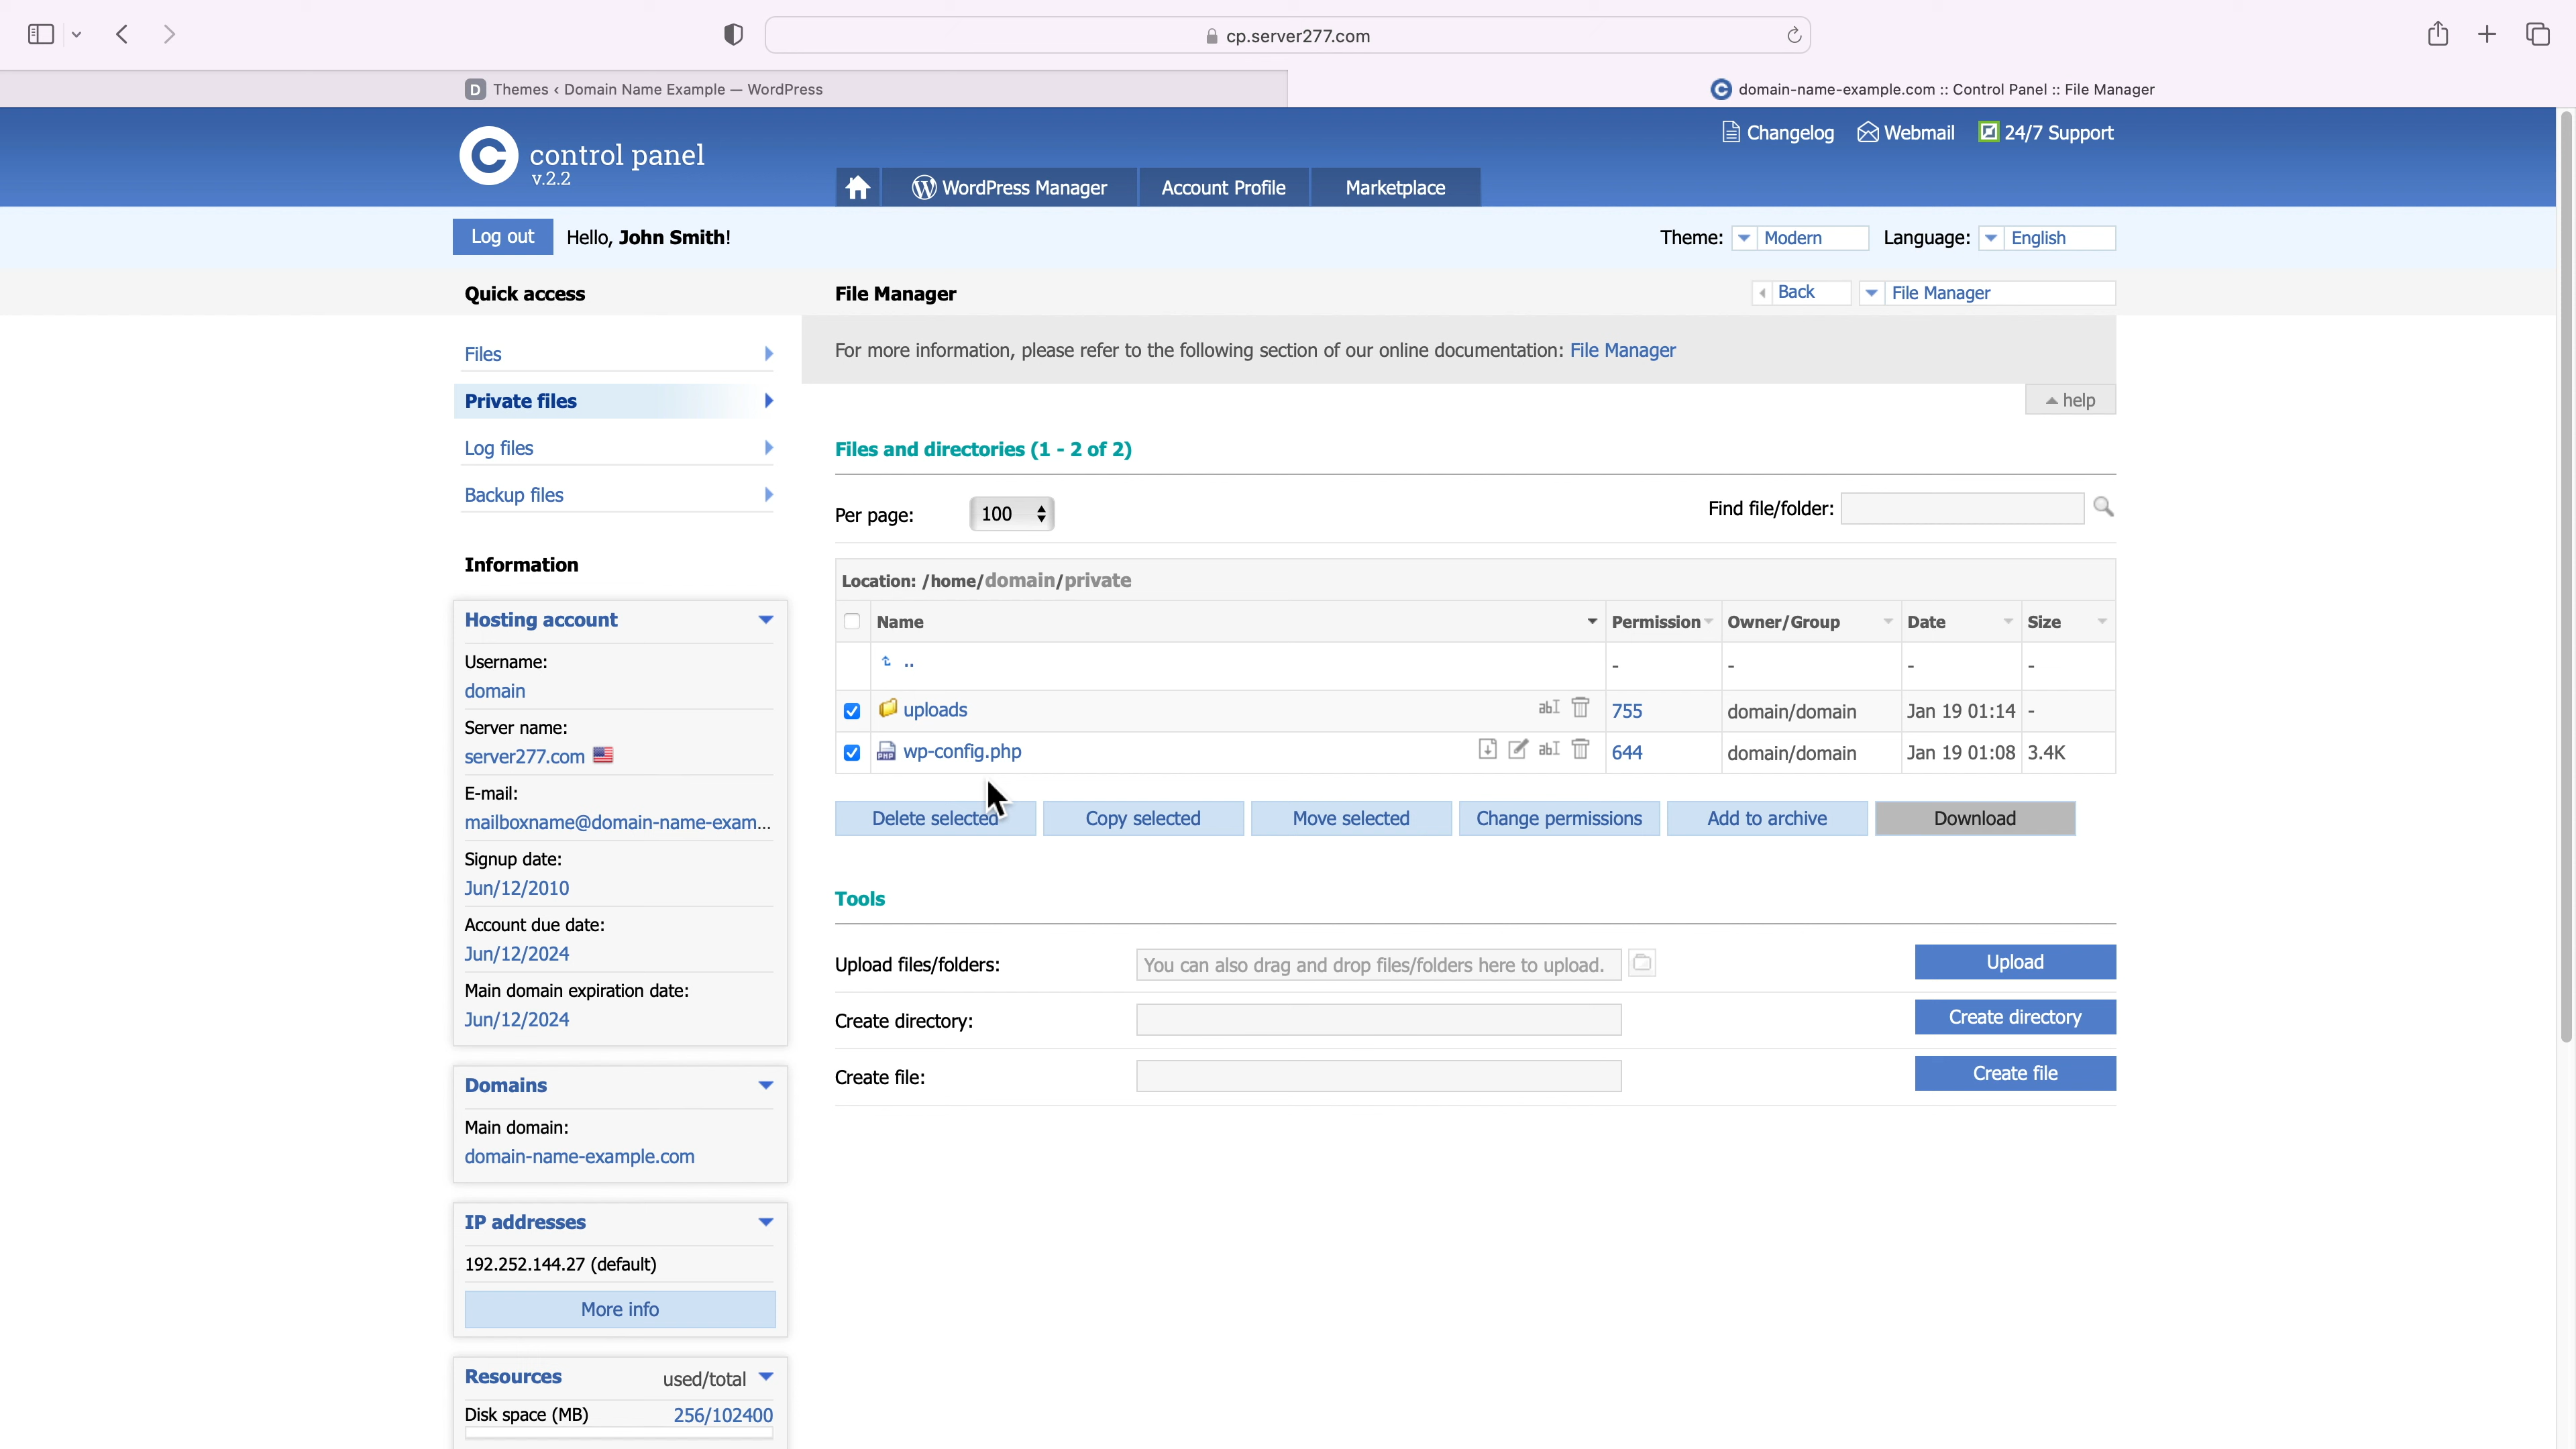 cp.server277.com
D Themes ‹ Domain Name Example — WordPress
C domain-name-example.com :: Control Panel :: File Manager
C control panel
v.2.2
Changelog Webmail 24/7 Support
WordPress Manager Account Profile Marketplace
Log out Hello, John Smith!
Theme: Modern Language: English
Quick access
File Manager
Back File Manager
Files
Private files
Log files
Backup files
For more information, please refer to the following section of our online documentation: File Manager
help
Files and directories (1 - 2 of 2)
Per page: 100
Find file/folder:
Location: /home/domain/private
Name Permission Owner/Group Date Size
.. - - - -
uploads abI 755 domain/domain Jan 19 01:14 -
PHP wp-config.php abI 644 domain/domain Jan 19 01:08 3.4K
Delete selected Copy selected Move selected Change permissions Add to archive Download
Tools
Upload files/folders: You can also drag and drop files/folders here to upload. Upload
Create directory: Create directory
Create file: Create file
Information
Hosting account
Username:
domain
Server name:
server277.com
E-mail:
mailboxname@domain-name-exam...
Signup date:
Jun/12/2010
Account due date:
Jun/12/2024
Main domain expiration date:
Jun/12/2024
Domains
Main domain:
domain-name-example.com
IP addresses
192.252.144.27 (default)
More info
Resources used/total
Disk space (MB) 256/102400